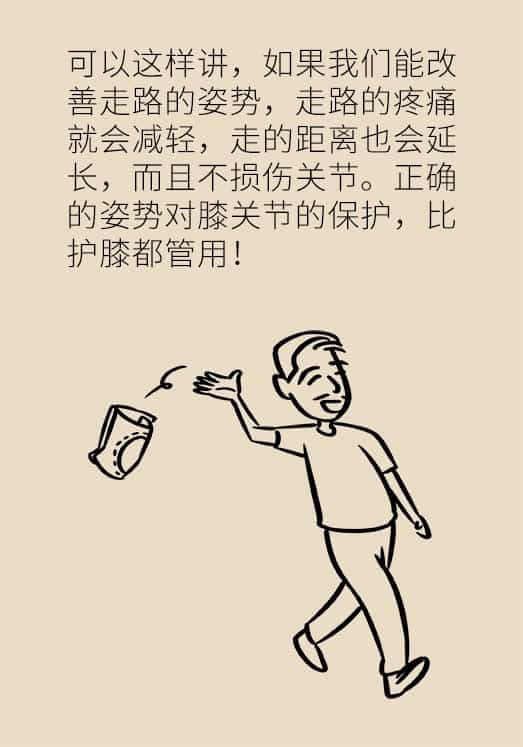 可以这样讲，如果我们能改
善走路的姿势，走路的疼痛
就会减轻，走的距离也会延
长，而且不损伤关节。正确
的姿势对膝关节的保护，比
护膝都管用！